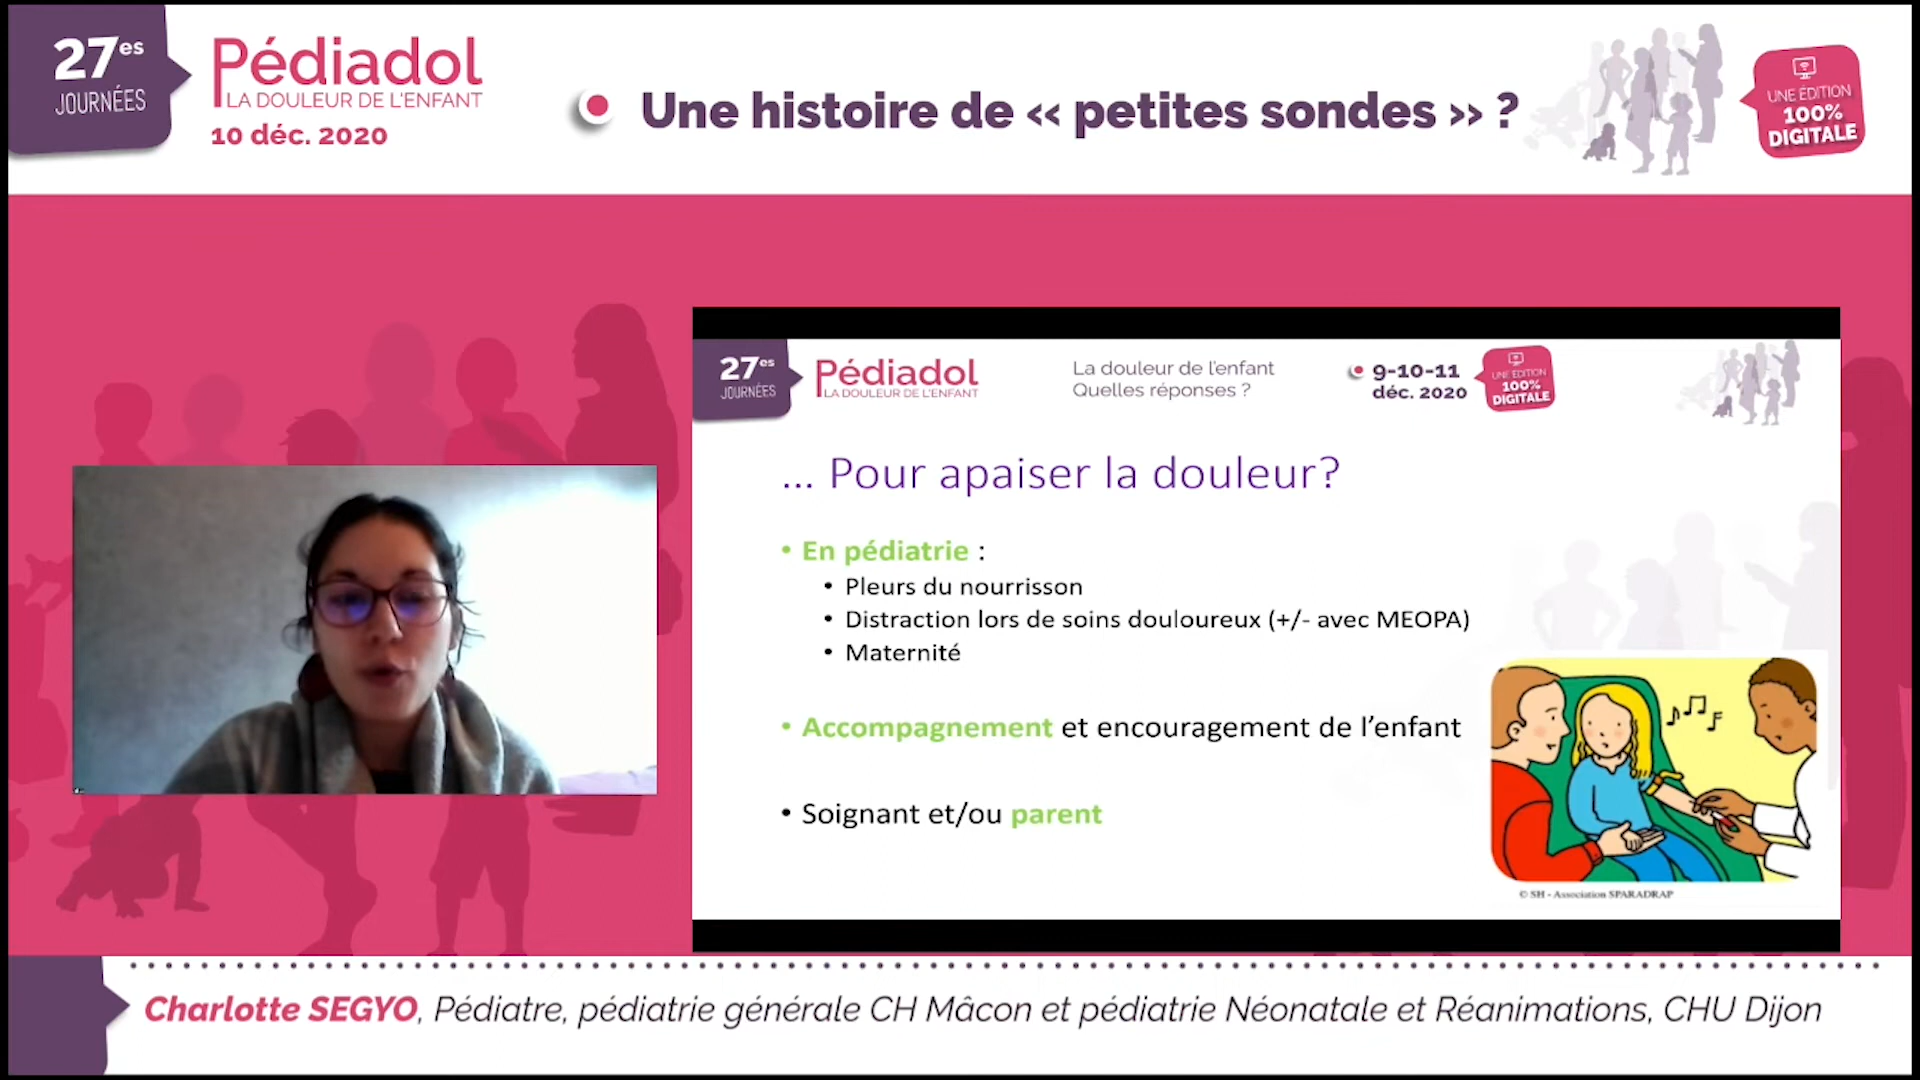 27es
JOURNÉES
Pédiadol
LA DOULEUR DE L'ENFANT
10 déc. 2020
Une histoire de « petites sondes » ?
UNE ÉDITION
100%
DIGITALE
27es
JOURNÉES
Pédiadol
LA DOULEUR DE L'ENFANT
La douleur de l'enfant
Quelles réponses ?
9-10-11
déc. 2020
UNE ÉDITION
100%
DIGITALE
... Pour apaiser la douleur?
• En pédiatrie :
• Pleurs du nourrisson
• Distraction lors de soins douloureux (+/- avec MEOPA)
• Maternité
• Accompagnement et encouragement de l'enfant
• Soignant et/ou parent
© SH - Association SPARADRAP
Charlotte SEGYO, Pédiatre, pédiatrie générale CH Mâcon et pédiatrie Néonatale et Réanimations, CHU Dijon